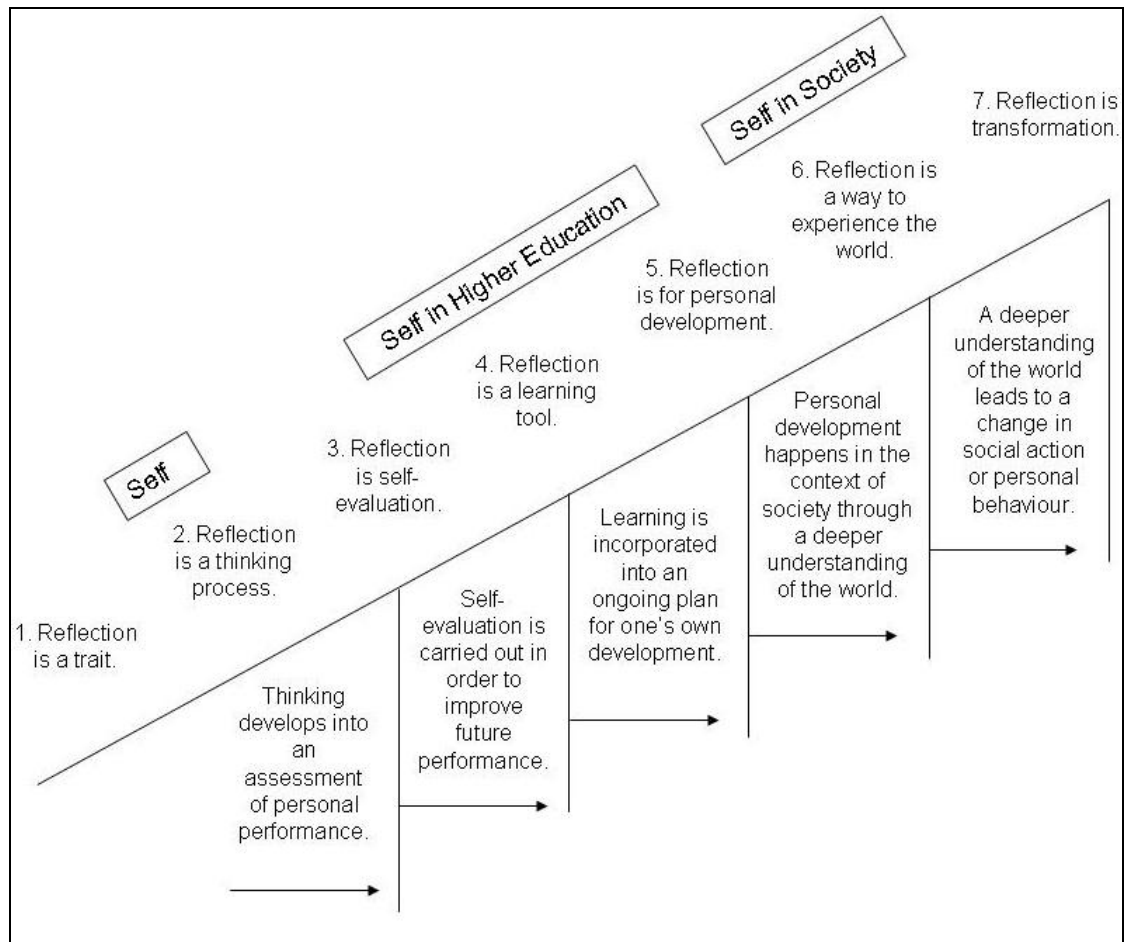 Self in Society
7. Reflection is
transformation.
6. Reflection is
a way to
experience the
world.
Self in Higher Education
5. Reflection
is for personal
development.
4. Reflection
is a learning
tool.
Self
3. Reflection
is self-
evaluation.
2. Reflection
is a thinking
process.
1. Reflection
is a trait.
Thinking
develops into
an
assessment
of personal
performance.
Self-
evaluation is
carried out in
order to
improve
future
performance.
Learning is
incorporated
into an
ongoing plan
for one's own
development.
Personal
development
happens in the
context of
society through
a deeper
understanding
of the world.
A deeper
understanding
of the world
leads to a
change in
social action
or personal
behaviour.